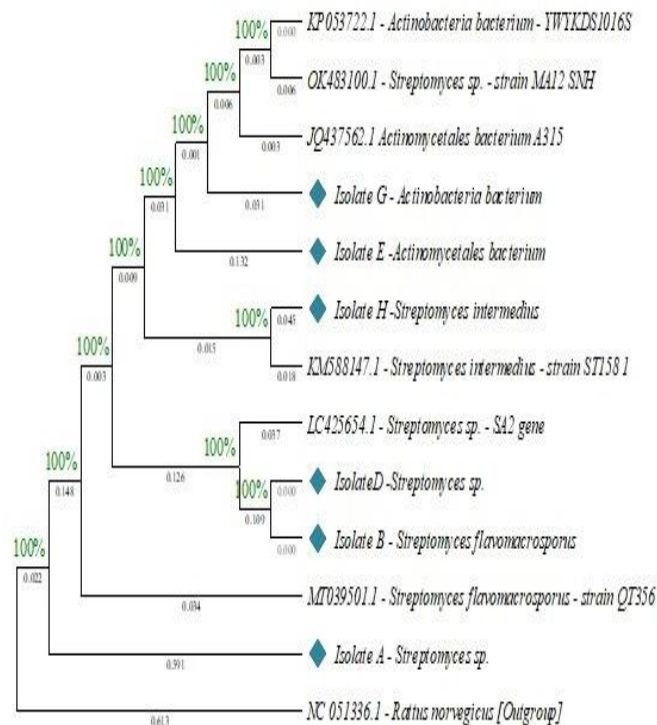 100%
KP053722.1 - Actinobacteria bacterium - YWYKDS1016S
0.000
100%
0.003
OK483100.1 - Streptomyces sp. - strain MA12 SNH
0.006
100%
0.006
JQ437562.1 Actinomycetales bacterium A315
0.003
100%
0.001
Isolate G - Actinobacteria bacterium
0.031
100%
0.031
Isolate E -Actinomycetales bacterium
0.132
100%
0.009
100%
Isolate H -Streptomyces intermedius
0.045
0.015
100%
0.003
KM588147.1 - Streptomyces intermedius - strain ST158 1
0.018
LC425654.1 - Streptomyces sp. - SA2 gene
0.037
100%
100%
0.126
100%
IsolateD -Streptomyces sp.
0.000
0.148
0.109
Isolate B - Streptomyces flavomacrosporus
0.000
100%
0.022
MT039501.1 - Streptomyces flavomacrosporus - strain QT356
0.034
Isolate A - Streptomyces sp.
NC 051336.1 - Rattus norvegicus [Outgroup]
0.613